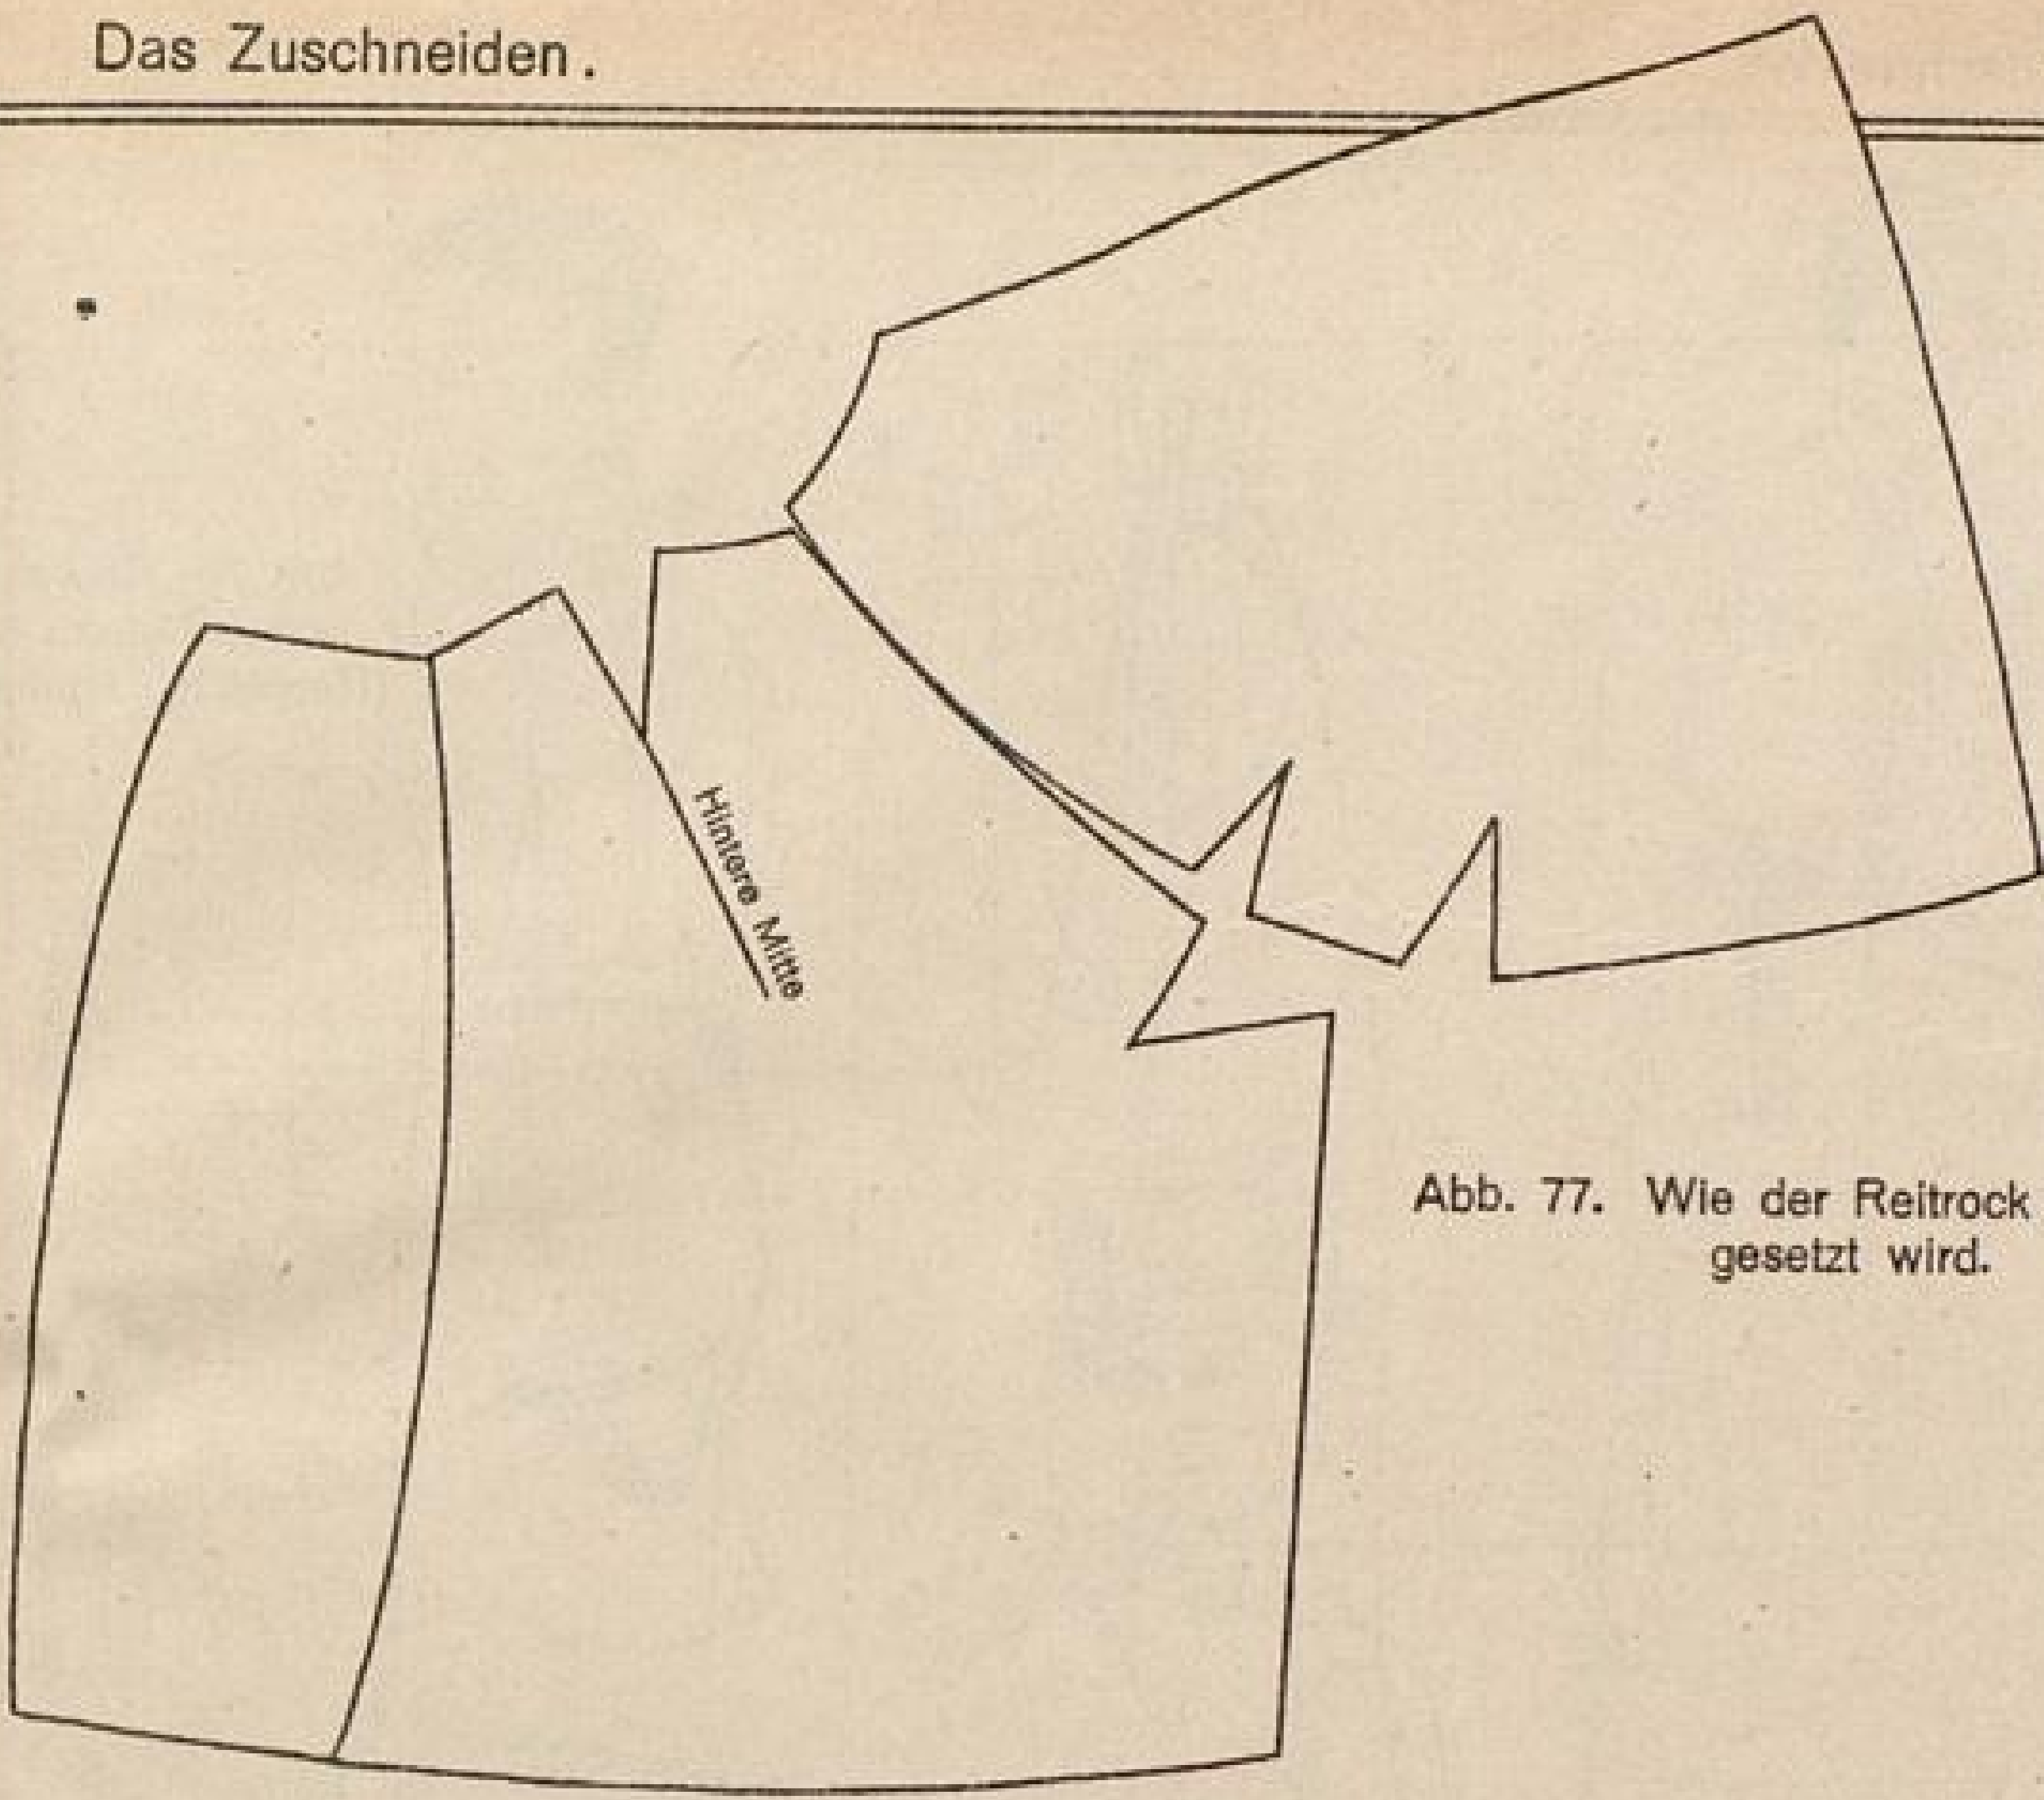 Das Zuschneiden.
Hintere Mitte
Abb. 77. Wie der Reitrock
gesetzt wird.